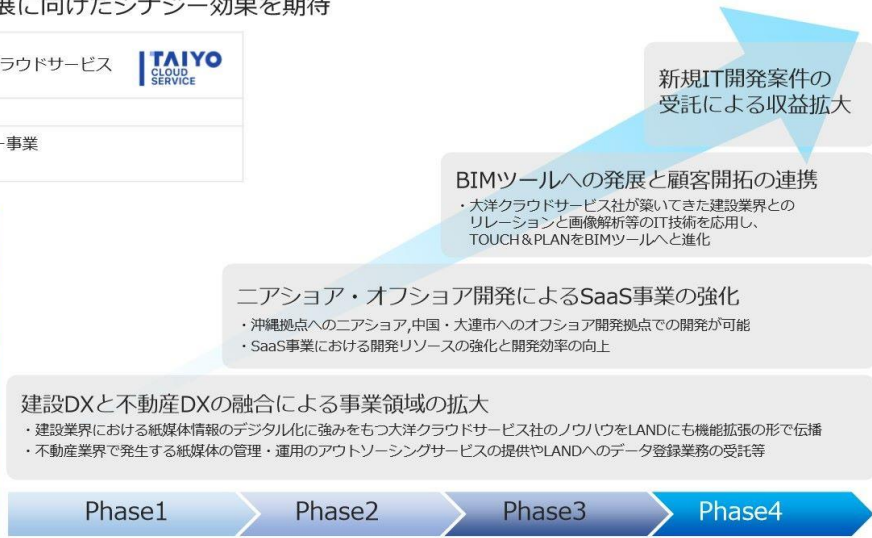 展に向けたシナジー効果を期待
ラウドサービス
TAIYO
CLOUD
SERVICE
事業
新規IT開発案件の
受託による収益拡大
BIMツールへの発展と顧客開拓の連携
・大洋クラウドサービス社が築いてきた建設業界との
リレーションと画像解析等のIT技術を応用し、
TOUCH&PLANをBIMツールへと進化
ニアショア・オフショア開発によるSaaS事業の強化
・沖縄拠点へのニアショア,中国・大連市へのオフショア開発拠点での開発が可能
・SaaS事業における開発リソースの強化と開発効率の向上
建設DXと不動産DXの融合による事業領域の拡大
・建設業界における紙媒体情報のデジタル化に強みをもつ大洋クラウドサービス社のノウハウをLANDにも機能拡張の形で伝播
・不動産業界で発生する紙媒体の管理・運用のアウトソーシングサービスの提供やLANDへのデータ登録業務の受託等
Phase1
Phase2
Phase3
Phase4